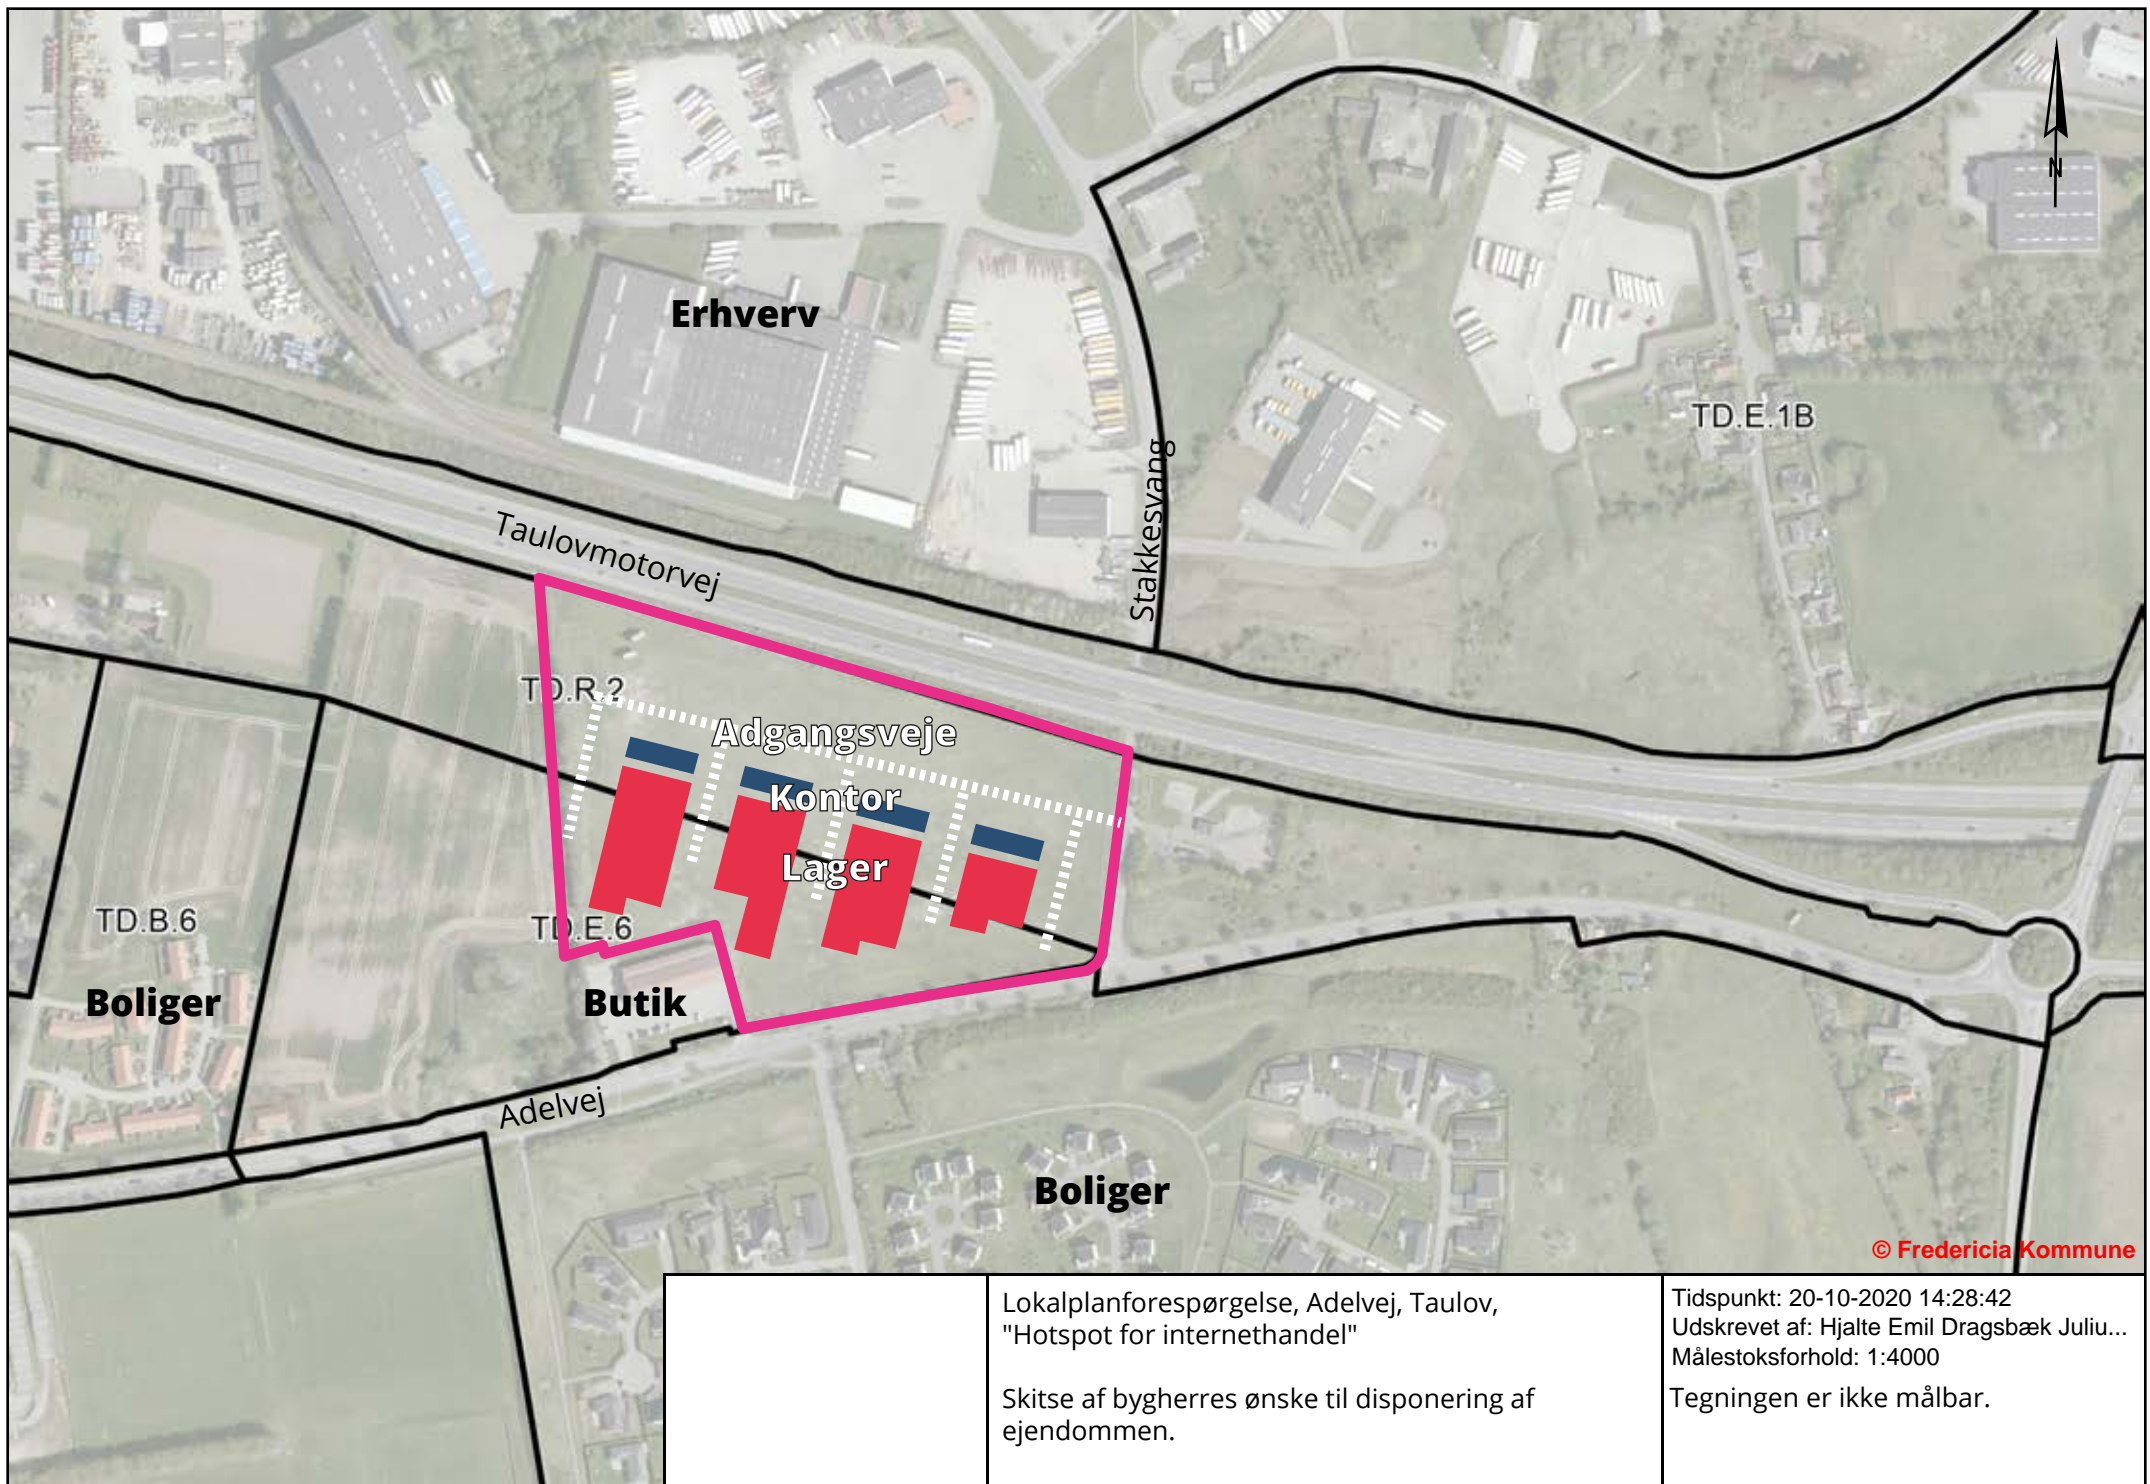 N
Erhverv
TD.E.1B
Stakkesvang
Taulovmotorvej
TD.R.2
Adgangsveje
Kontor
Lager
TD.B.6
TD.E.6
Boliger
Butik
Adelvej
Boliger
© Fredericia Kommune
Lokalplanforespørgelse, Adelvej, Taulov,
"Hotspot for internethandel"
Skitse af bygherres ønske til disponering af
ejendommen.
Tidspunkt: 20-10-2020 14:28:42
Udskrevet af: Hjalte Emil Dragsbæk Juliu...
Målestoksforhold: 1:4000
Tegningen er ikke målbar.